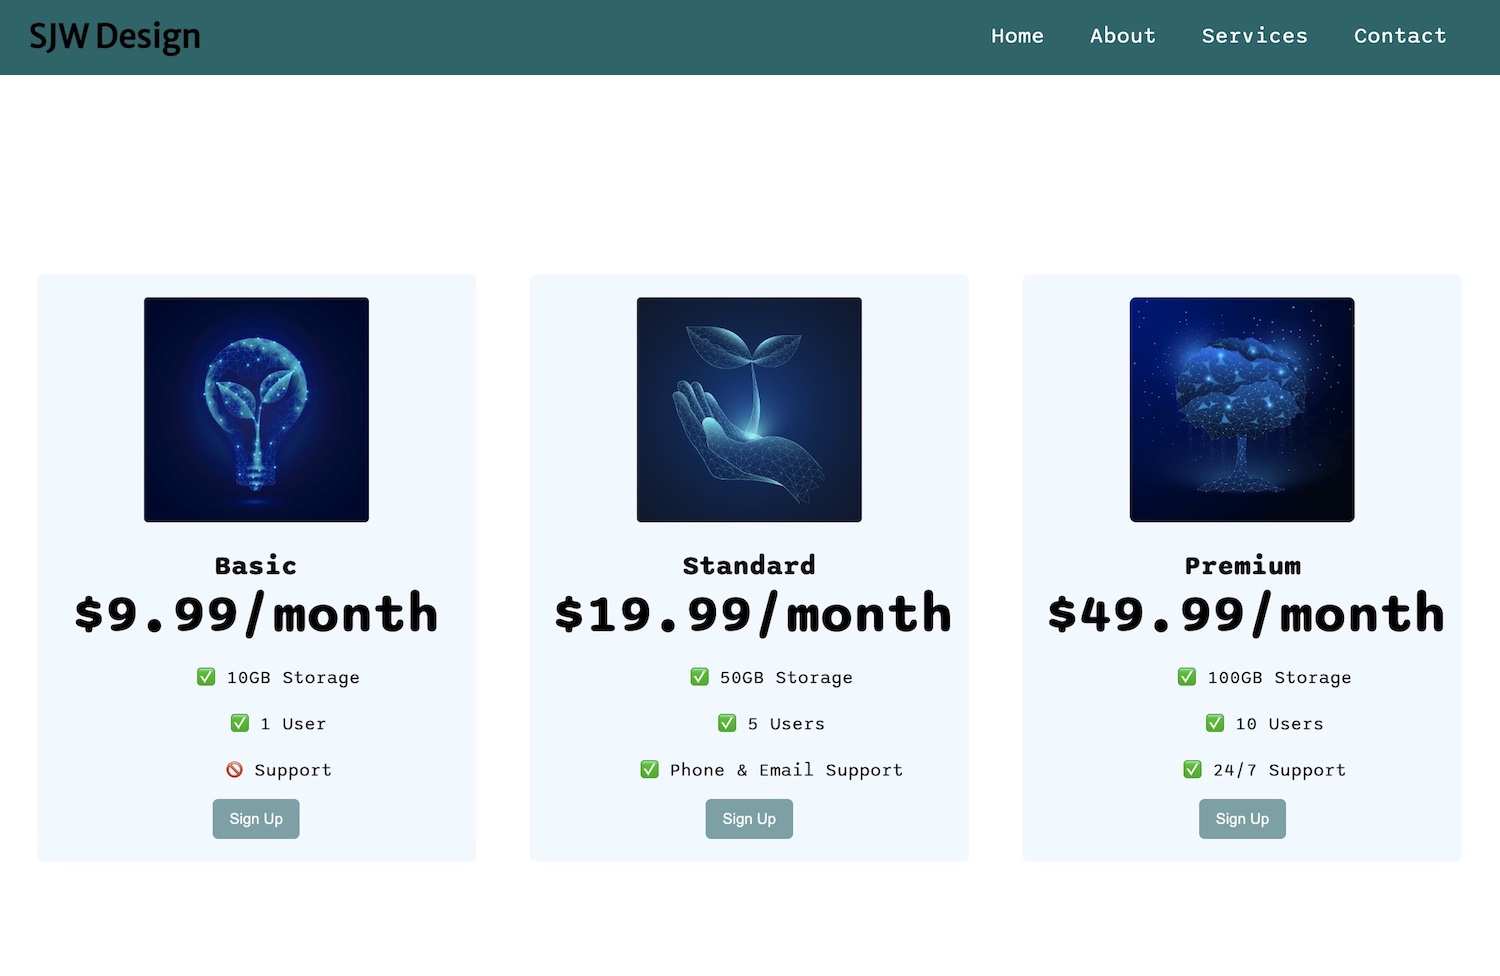 SJW Design
Home About Services Contact
Basic
$9.99/month
✅ 10GB Storage
✅ 1 User
🚫 Support
Sign Up
Standard
$19.99/month
✅ 50GB Storage
✅ 5 Users
✅ Phone & Email Support
Sign Up
Premium
$49.99/month
✅ 100GB Storage
✅ 10 Users
✅ 24/7 Support
Sign Up